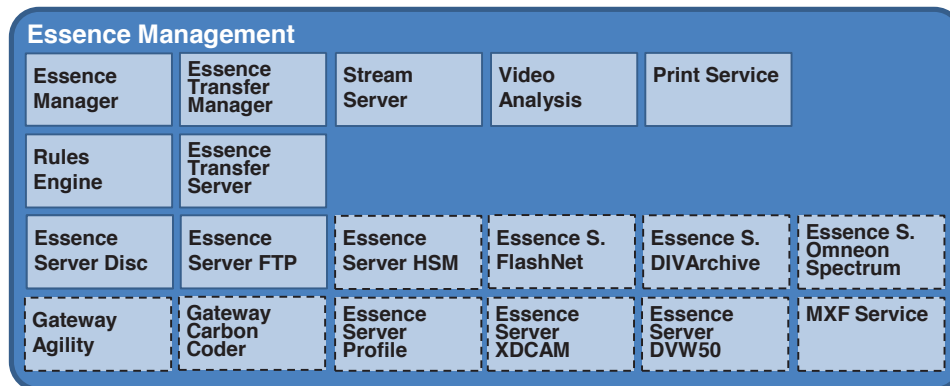 Essence Management
Essence
Manager
Essence
Transfer
Manager
Stream
Server
Video
Analysis
Print Service
Rules
Engine
Essence
Transfer
Server
Essence
Server Disc
Essence
Server FTP
Essence
Server HSM
Essence S.
FlashNet
Essence S.
DIVArchive
Essence S.
Omneon
Spectrum
Gateway
Agility
Gateway
Carbon
Coder
Essence
Server
Profile
Essence
Server
XDCAM
Essence
Server
DVW50
MXF Service